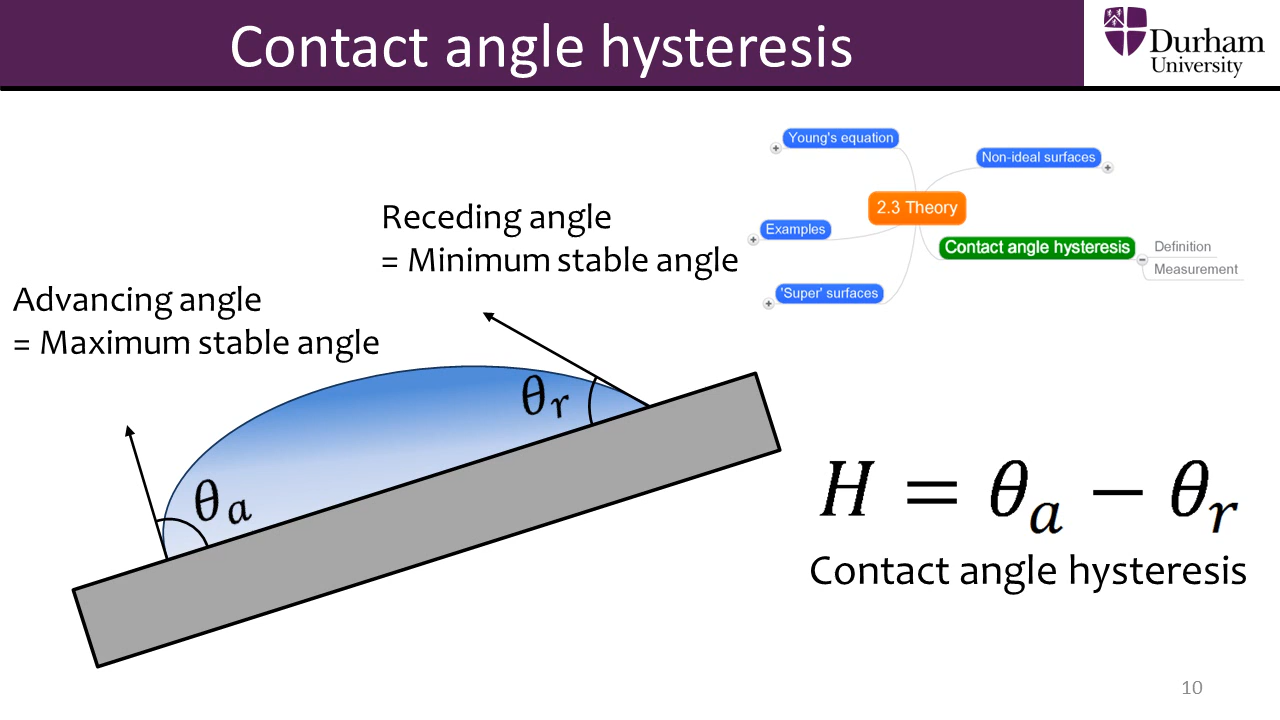 Contact angle hysteresis
Durham
University
Young's equation
Non-ideal surfaces
2.3 Theory
Examples
Contact angle hysteresis
Definition
Measurement
'Super' surfaces
Receding angle
= Minimum stable angle
Advancing angle
= Maximum stable angle
θr
θa
H = θa − θr
Contact angle hysteresis
10